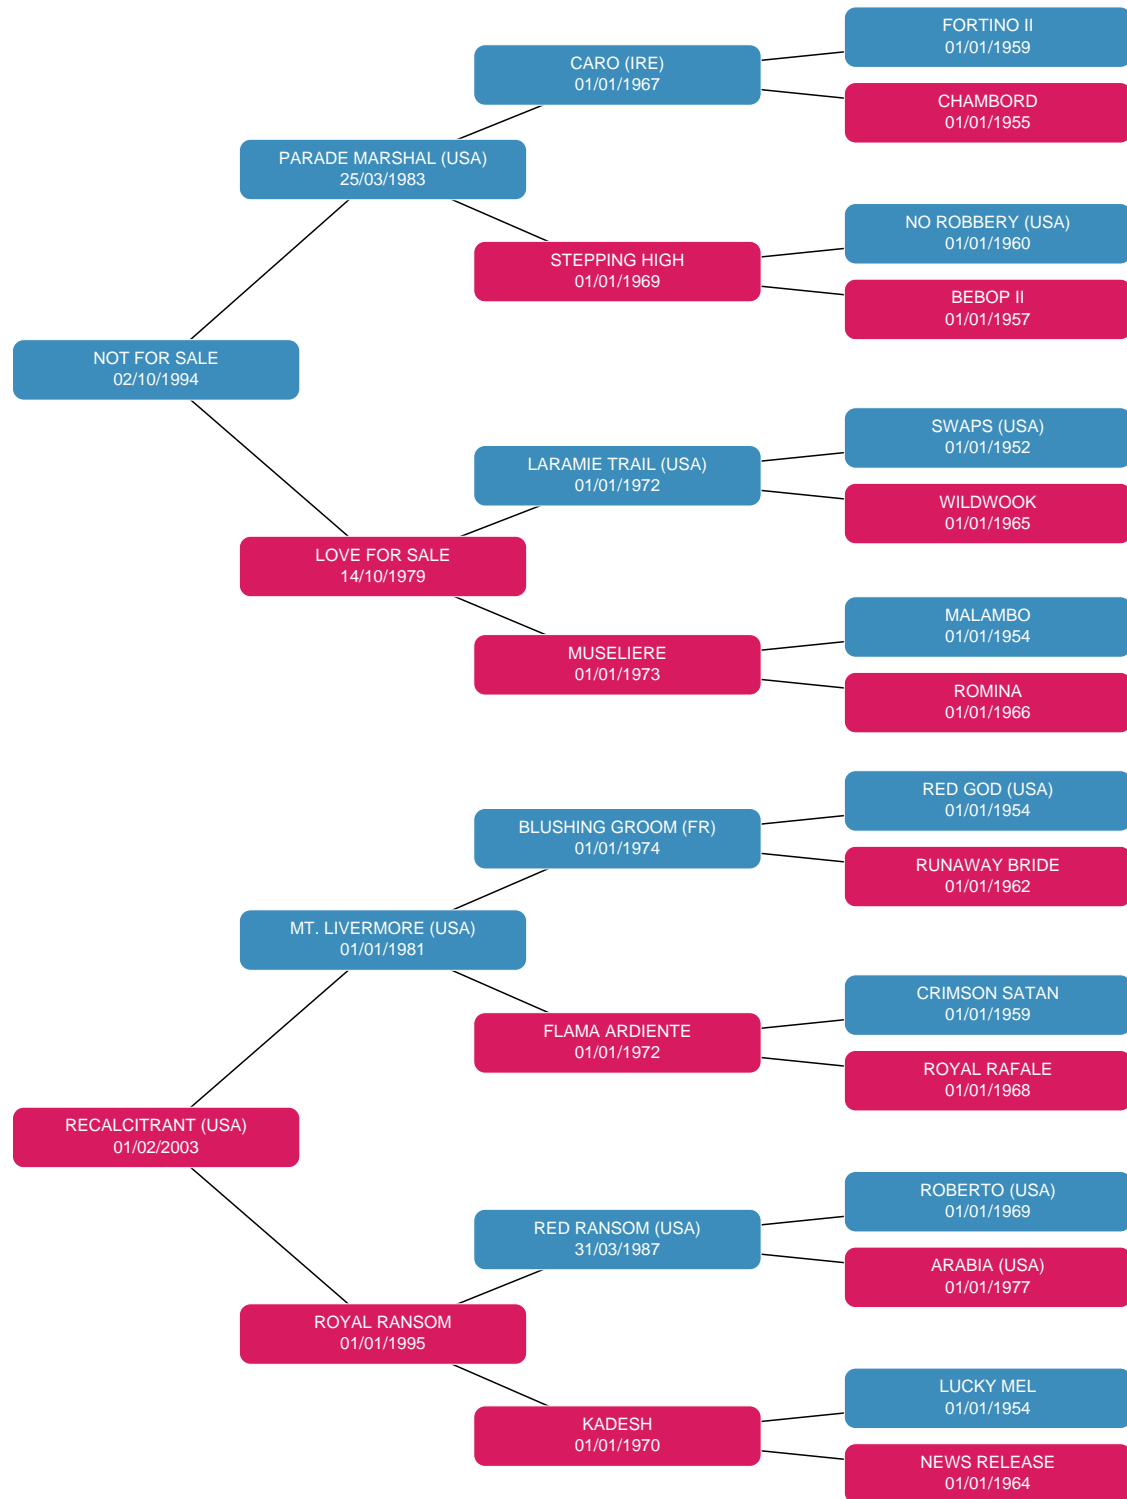 FORTINO II
01/01/1959
CARO (IRE)
01/01/1967
CHAMBORD
01/01/1955
PARADE MARSHAL (USA)
25/03/1983
NO ROBBERY (USA)
01/01/1960
STEPPING HIGH
01/01/1969
BEBOP II
01/01/1957
NOT FOR SALE
02/10/1994
SWAPS (USA)
01/01/1952
LARAMIE TRAIL (USA)
01/01/1972
WILDWOOK
01/01/1965
LOVE FOR SALE
14/10/1979
MALAMBO
01/01/1954
MUSELIERE
01/01/1973
ROMINA
01/01/1966
RED GOD (USA)
01/01/1954
BLUSHING GROOM (FR)
01/01/1974
RUNAWAY BRIDE
01/01/1962
MT. LIVERMORE (USA)
01/01/1981
CRIMSON SATAN
01/01/1959
FLAMA ARDIENTE
01/01/1972
ROYAL RAFALE
01/01/1968
RECALCITRANT (USA)
01/02/2003
ROBERTO (USA)
01/01/1969
RED RANSOM (USA)
31/03/1987
ARABIA (USA)
01/01/1977
ROYAL RANSOM
01/01/1995
LUCKY MEL
01/01/1954
KADESH
01/01/1970
NEWS RELEASE
01/01/1964